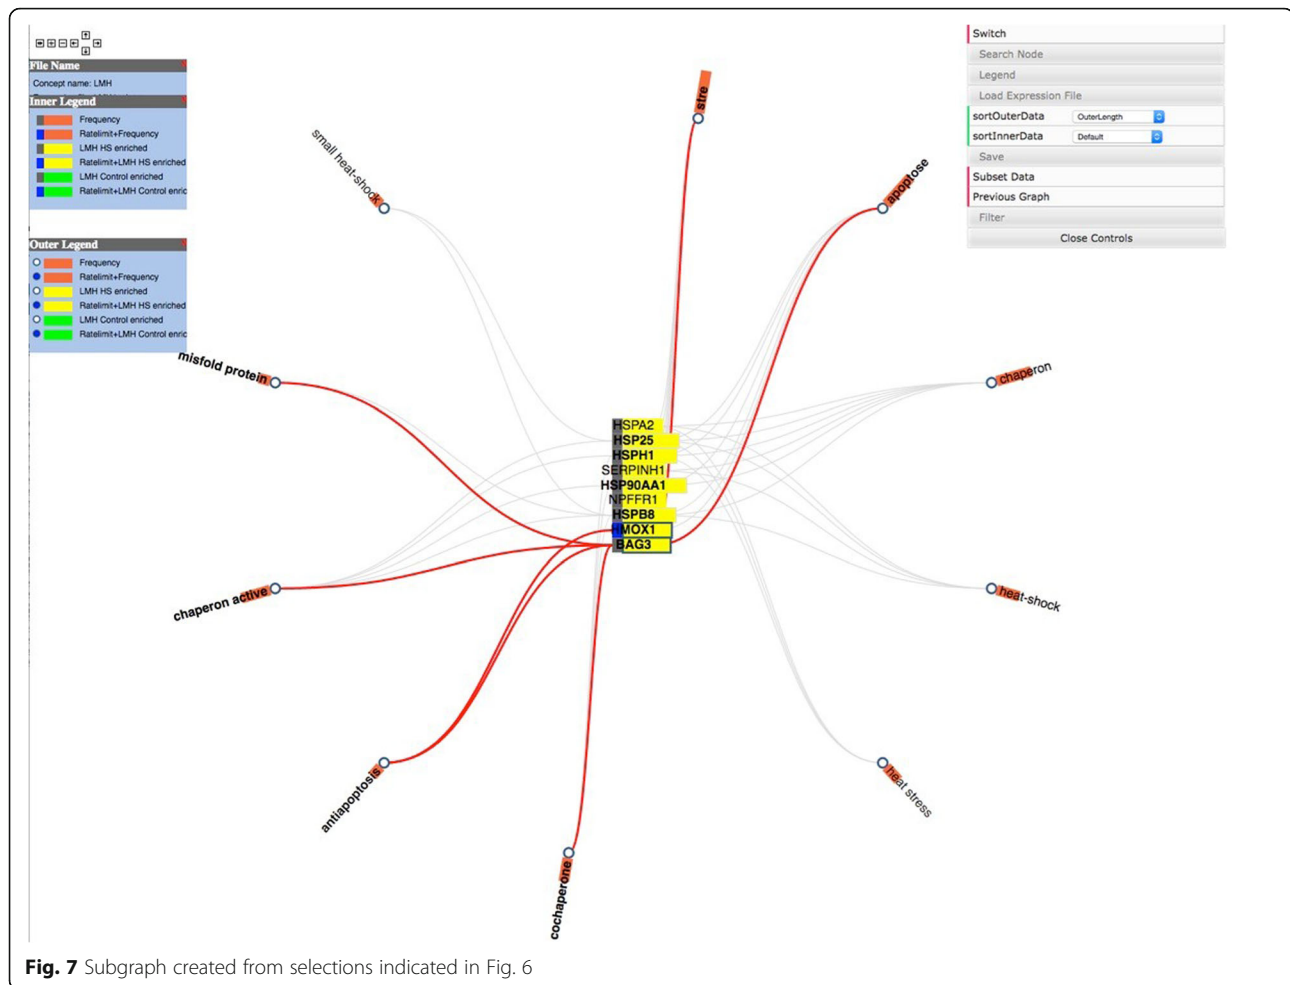 File Name
Concept name: LMH
Inner Legend
Frequency
Ratelimit+Frequency
LMH HS enriched
Ratelimit+LMH HS enriched
LMH Control enriched
Ratelimit+LMH Control enric
Outer Legend
Frequency
Ratelimit+Frequency
LMH HS enriched
Ratelimit+LMH HS enriched
LMH Control enriched
Ratelimit+LMH Control enric
Switch
Search Node
Legend
Load Expression File
sortOuterData OuterLength
sortInnerData Default
Save
Subset Data
Previous Graph
Filter
Close Controls
stre
small heat-shock
apoptose
misfold protein
chaperon
HSPA2
HSP25
HSPH1
SERPINH1
HSP90AA1
NPFFR1
HSPB8
HMOX1
BAG3
chaperon active
heat-shock
antiapoptosis
heat stress
cochaperone
Fig. 7 Subgraph created from selections indicated in Fig. 6